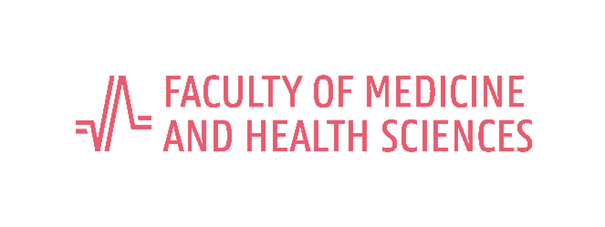 FACULTY OF MEDICINE
AND HEALTH SCIENCES